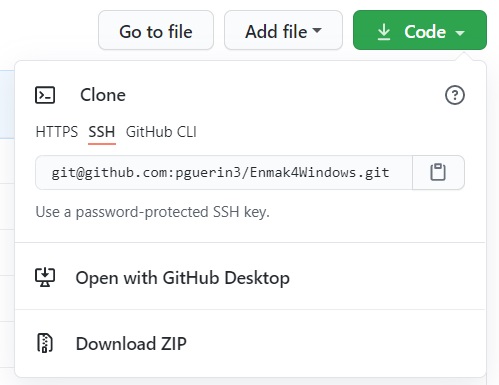 Go to file Add file Code
Clone
HTTPS SSH GitHub CLI
git@github.com:pguerin3/Enmak4Windows.git
Use a password-protected SSH key.
Open with GitHub Desktop
Download ZIP